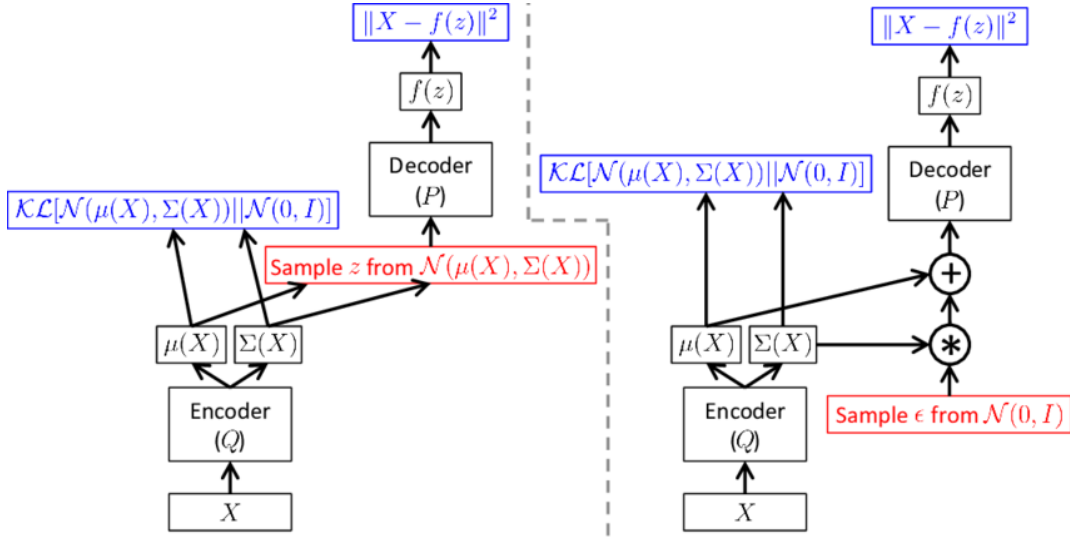 ‖X − f(z)‖²
f(z)
Decoder
(P)
𝒦ℒ[𝒩(μ(X), Σ(X))||𝒩(0, I)]
Sample z from 𝒩(μ(X), Σ(X))
μ(X)
Σ(X)
Encoder
(Q)
X
‖X − f(z)‖²
f(z)
Decoder
(P)
𝒦ℒ[𝒩(μ(X), Σ(X))||𝒩(0, I)]
+
μ(X)
Σ(X)
*
Encoder
(Q)
Sample ϵ from 𝒩(0, I)
X